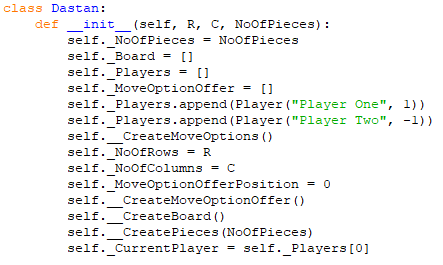 class Dastan:
    def __init__(self, R, C, NoOfPieces):
        self._NoOfPieces = NoOfPieces
        self._Board = []
        self._Players = []
        self._MoveOptionOffer = []
        self._Players.append(Player("Player One", 1))
        self._Players.append(Player("Player Two", -1))
        self.__CreateMoveOptions()
        self._NoOfRows = R
        self._NoOfColumns = C
        self._MoveOptionOfferPosition = 0
        self.__CreateMoveOptionOffer()
        self.__CreateBoard()
        self.__CreatePieces(NoOfPieces)
        self._CurrentPlayer = self._Players[0]